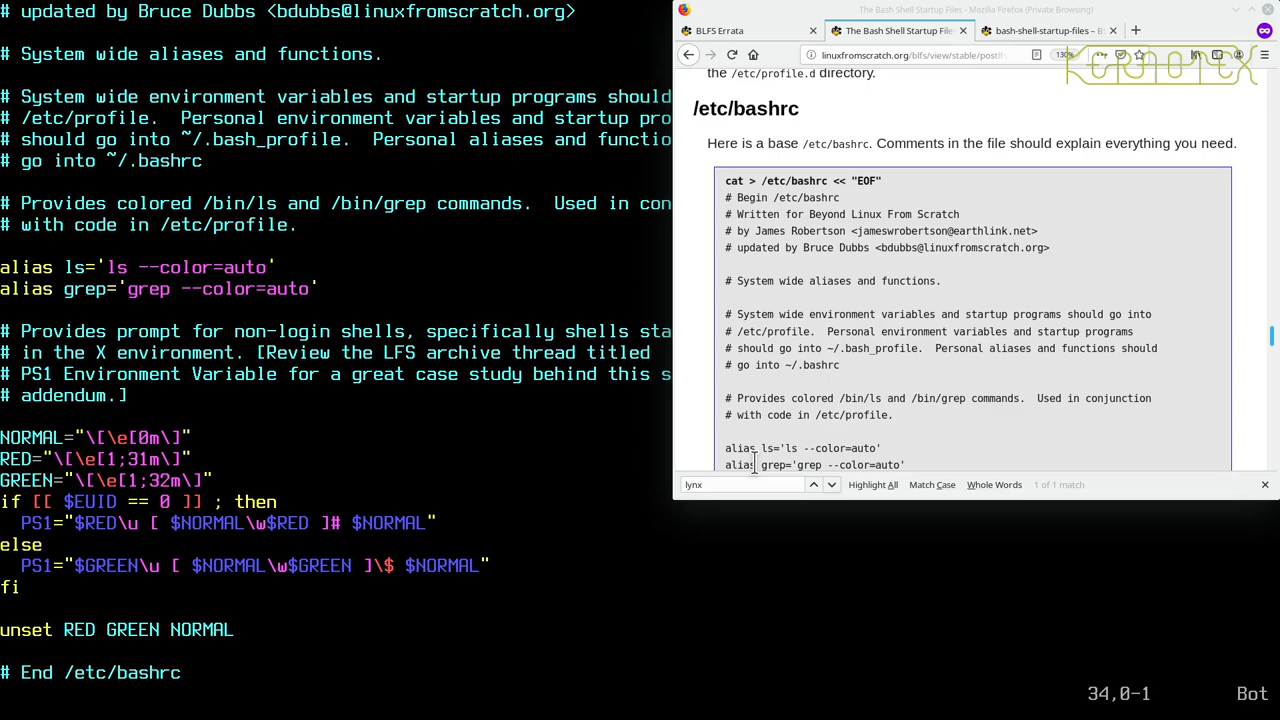 # updated by Bruce Dubbs <bdubbs@linuxfromscratch.org>
# System wide aliases and functions.
# System wide environment variables and startup programs should
# /etc/profile.  Personal environment variables and startup pro
# should go into ~/.bash_profile.  Personal aliases and functio
# go into ~/.bashrc
# Provides colored /bin/ls and /bin/grep commands.  Used in con
# with code in /etc/profile.
alias ls='ls --color=auto'
alias grep='grep --color=auto'
# Provides prompt for non-login shells, specifically shells sta
# in the X environment. [Review the LFS archive thread titled
# PS1 Environment Variable for a great case study behind this s
# addendum.]
NORMAL="\[\e[0m\]"
RED="\[\e[1;31m\]"
GREEN="\[\e[1;32m\]"
if [[ $EUID == 0 ]] ; then
  PS1="$RED\u [ $NORMAL\w$RED ]# $NORMAL"
else
  PS1="$GREEN\u [ $NORMAL\w$GREEN ]\$ $NORMAL"
fi
unset RED GREEN NORMAL
# End /etc/bashrc
34,0-1 Bot
The Bash Shell Startup Files - Mozilla Firefox (Private Browsing)
BLFS Errata
The Bash Shell Startup File
bash-shell-startup-files – B
linuxfromscratch.org/blfs/view/stable/postlf
130%
KERNOTEX
the /etc/profile.d directory.
/etc/bashrc
Here is a base /etc/bashrc. Comments in the file should explain everything you need.
cat > /etc/bashrc << "EOF"
# Begin /etc/bashrc
# Written for Beyond Linux From Scratch
# by James Robertson <jameswrobertson@earthlink.net>
# updated by Bruce Dubbs <bdubbs@linuxfromscratch.org>
# System wide aliases and functions.
# System wide environment variables and startup programs should go into
# /etc/profile.  Personal environment variables and startup programs
# should go into ~/.bash_profile.  Personal aliases and functions should
# go into ~/.bashrc
# Provides colored /bin/ls and /bin/grep commands.  Used in conjunction
# with code in /etc/profile.
alias ls='ls --color=auto'
alias grep='grep --color=auto'
lynx
Highlight All Match Case Whole Words 1 of 1 match